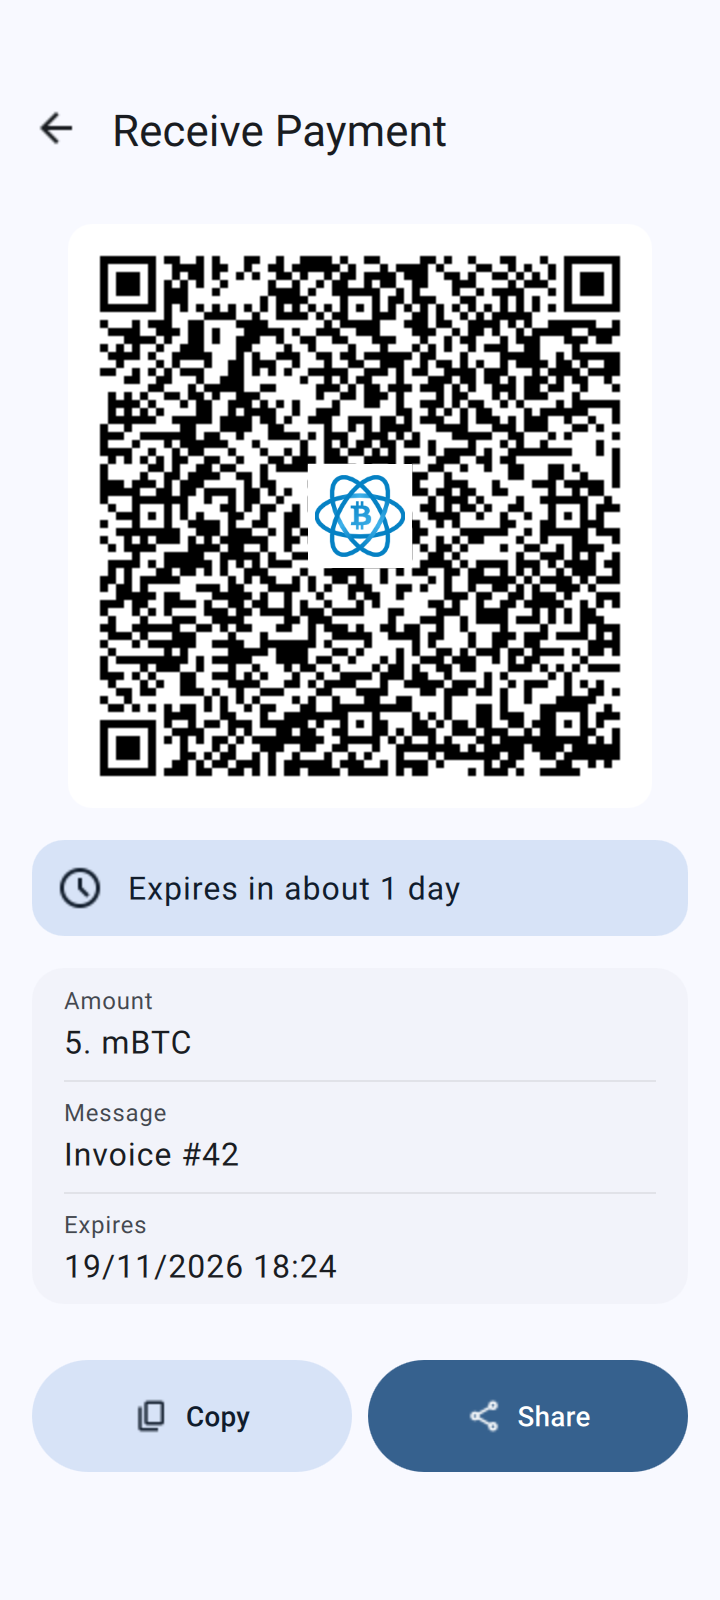 Receive Payment
Expires in about 1 day
Amount
5. mBTC
Message
Invoice #42
Expires
19/11/2026 18:24
Copy
Share